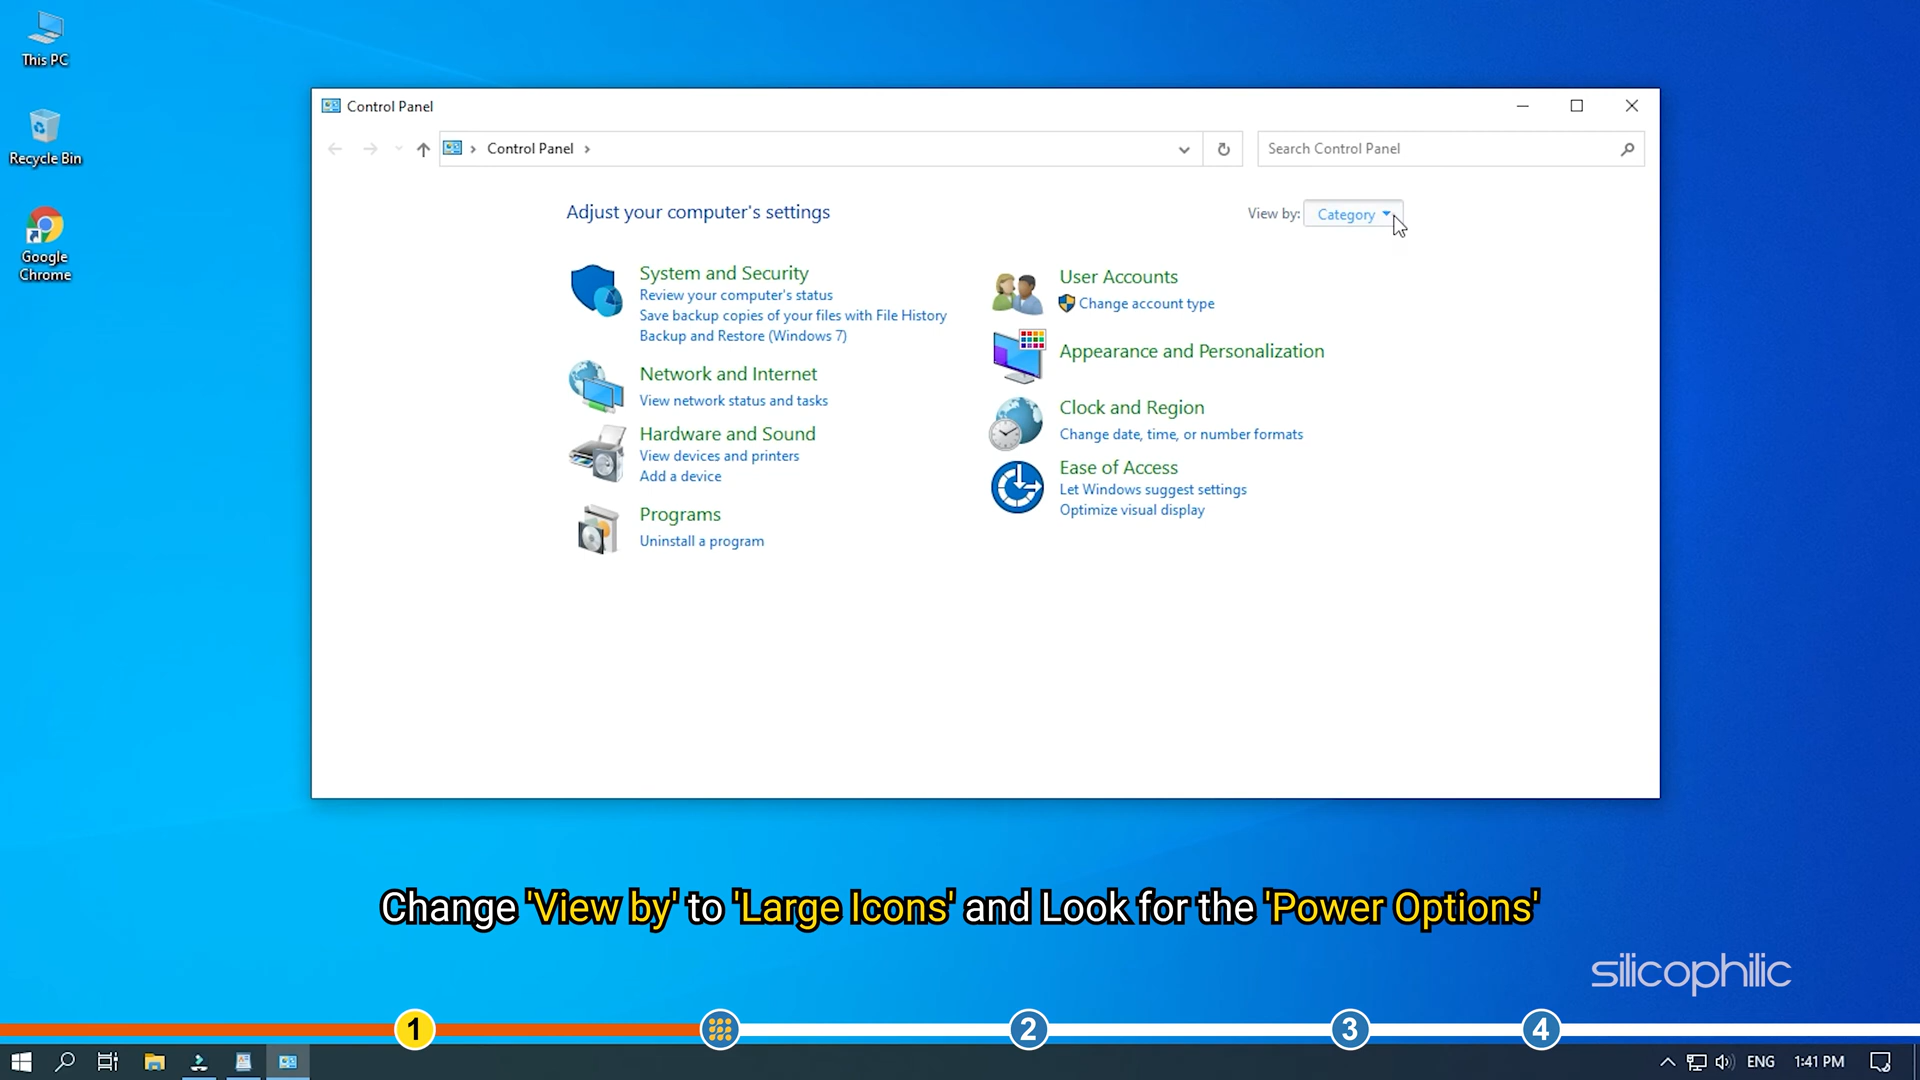 This PC
Recycle Bin
Google
Chrome
Control Panel
Control Panel
Search Control Panel
Adjust your computer's settings
View by: Category
System and Security
Review your computer's status
Save backup copies of your files with File History
Backup and Restore (Windows 7)
Network and Internet
View network status and tasks
Hardware and Sound
View devices and printers
Add a device
Programs
Uninstall a program
User Accounts
Change account type
Appearance and Personalization
Clock and Region
Change date, time, or number formats
Ease of Access
Let Windows suggest settings
Optimize visual display
Change 'View by' to 'Large Icons' and Look for the 'Power Options'
silicophilic
1 2 3 4
ENG 1:41 PM